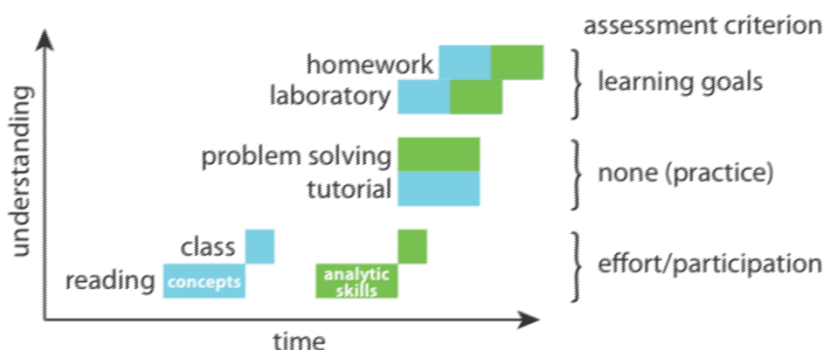 assessment criterion
homework
laboratory
learning goals
problem solving
tutorial
none (practice)
class
reading
concepts
analytic
skills
effort/participation
understanding
time